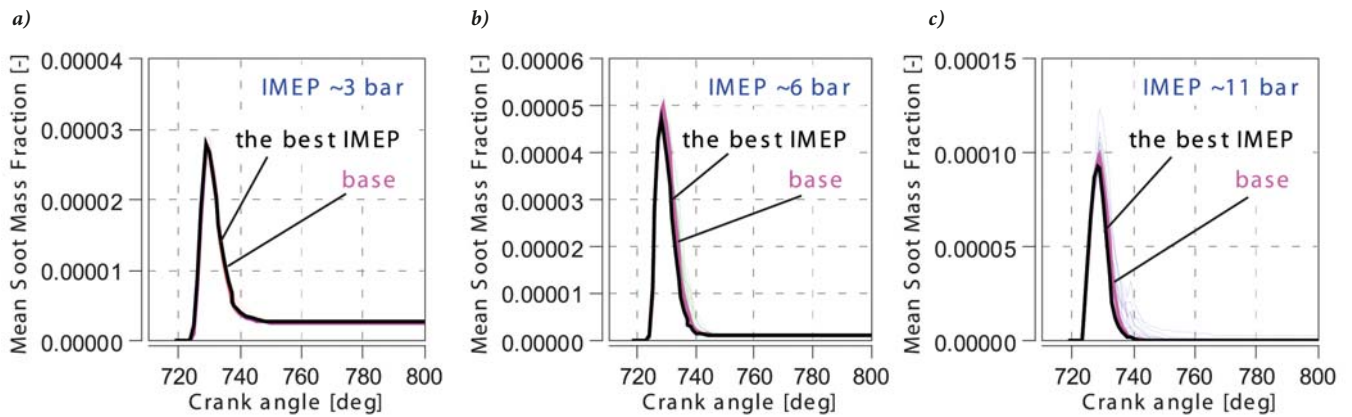 a)
Mean Soot Mass Fraction [-]
0.00004
0.00003
0.00002
0.00001
0.00000
IMEP ~3 bar
the best IMEP
base
720 740 760 780 800
Crank angle [deg]
b)
Mean Soot Mass Fraction [-]
0.00006
0.00005
0.00004
0.00003
0.00002
0.00001
0.00000
IMEP ~6 bar
the best IMEP
base
720 740 760 780 800
Crank angle [deg]
c)
Mean Soot Mass Fraction [-]
0.00015
0.00010
0.00005
0.00000
IMEP ~11 bar
the best IMEP
base
720 740 760 780 800
Crank angle [deg]